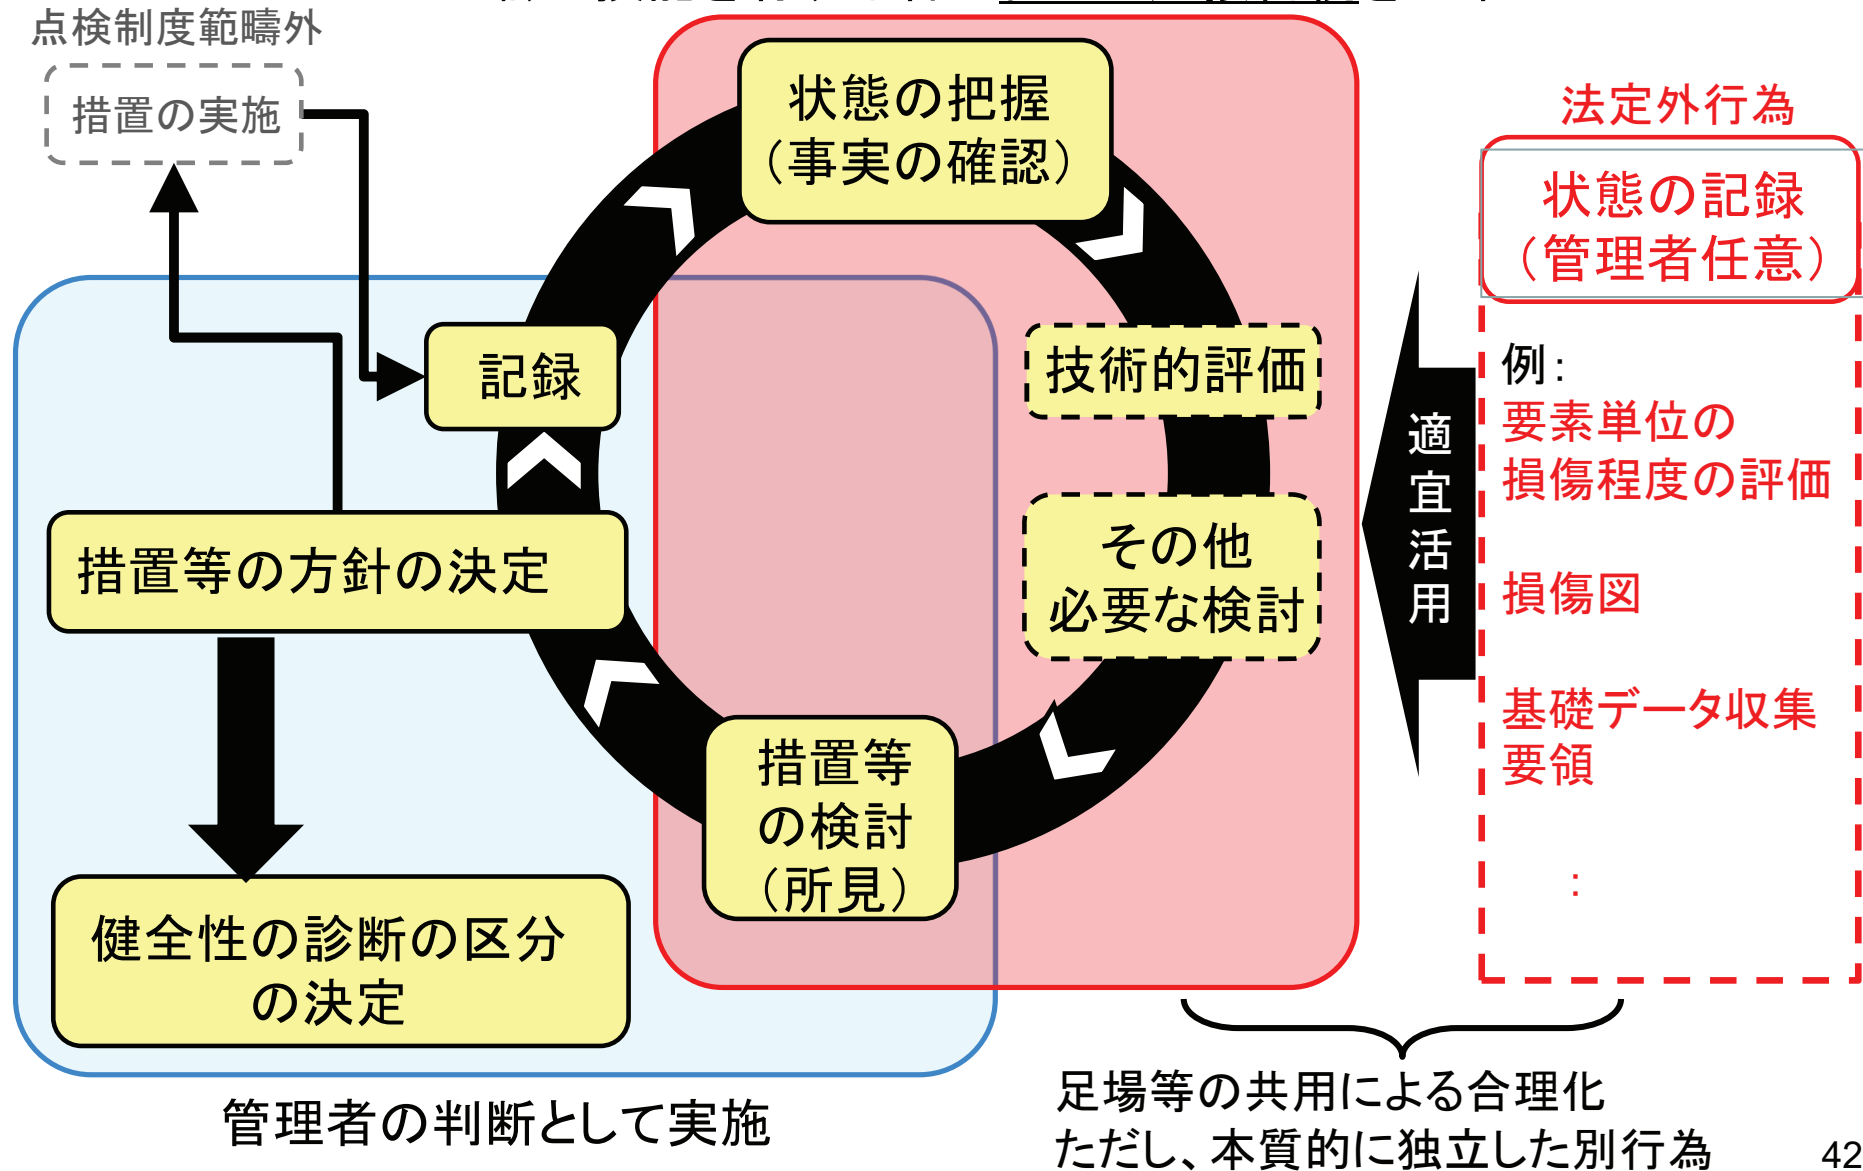 点検制度範疇外
措置の実施
状態の把握
（事実の確認）
法定外行為
状態の記録
（管理者任意）
記録
技術的評価
例：
要素単位の
損傷程度の評価
適宜活用
その他
必要な検討
損傷図
措置等の方針の決定
基礎データ収集
要領
：
措置等
の検討
（所見）
健全性の診断の区分
の決定
管理者の判断として実施
足場等の共用による合理化
ただし、本質的に独立した別行為
42